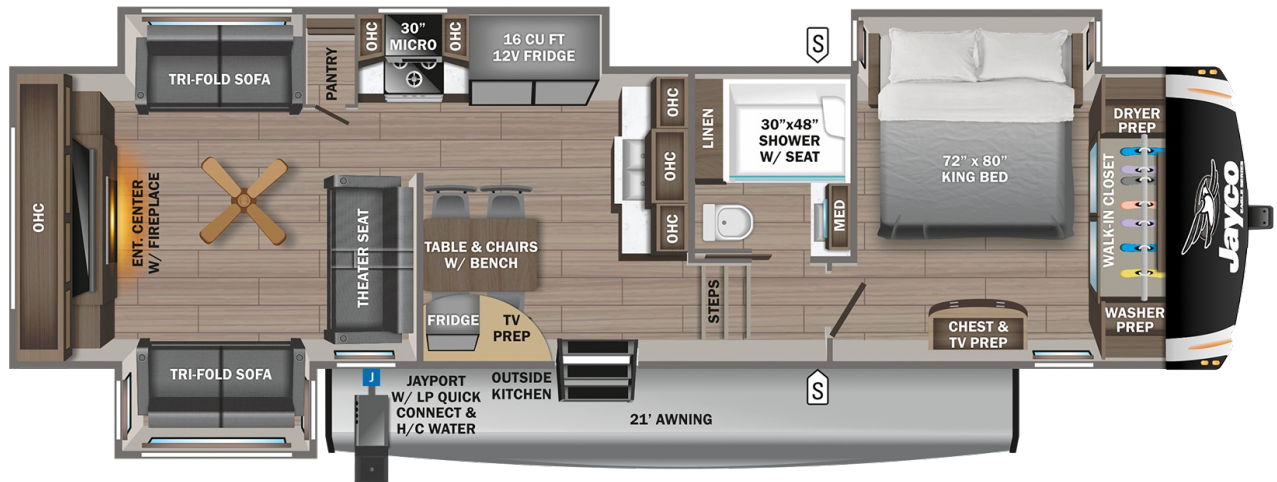 OHC
30”
MICRO
OHC
16 CU FT
12V FRIDGE
TRI-FOLD SOFA
PANTRY
S
OHC
LINEN
30”x48”
SHOWER
W/ SEAT
DRYER
PREP
OHC
72” x 80”
KING BED
OHC
ENT. CENTER
W/ FIREPLACE
THEATER SEAT
TABLE & CHAIRS
W/ BENCH
OHC
MED
WALK-IN CLOSET
Jayco
STEPS
FRIDGE
TV
PREP
CHEST &
TV PREP
WASHER
PREP
TRI-FOLD SOFA
J
JAYPORT
W/ LP QUICK
CONNECT &
H/C WATER
OUTSIDE
KITCHEN
S
21’ AWNING